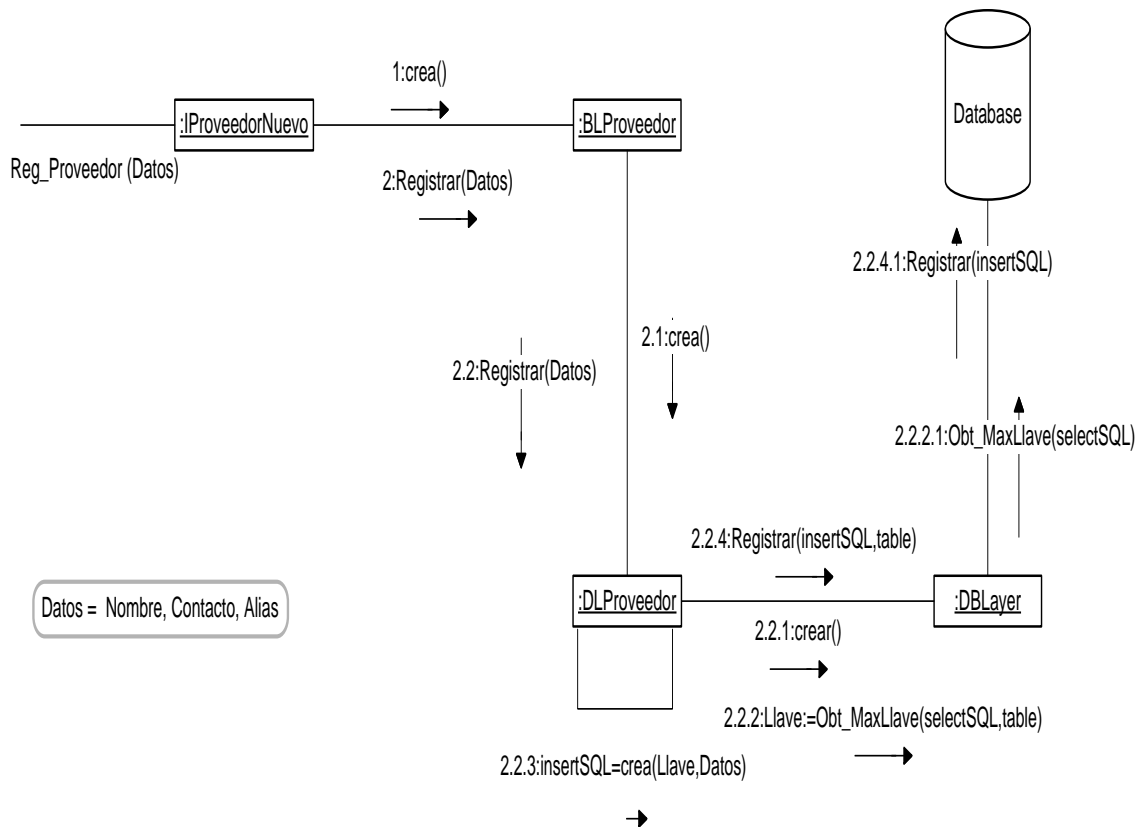 1:crea()
Database
:IProveedorNuevo
:BLProveedor
Reg_Proveedor (Datos)
2:Registrar(Datos)
2.2.4.1:Registrar(insertSQL)
2.1:crea()
2.2:Registrar(Datos)
2.2.2.1:Obt_MaxLlave(selectSQL)
2.2.4:Registrar(insertSQL,table)
Datos = Nombre, Contacto, Alias
:DLProveedor
:DBLayer
2.2.1:crear()
2.2.2:Llave:=Obt_MaxLlave(selectSQL,table)
2.2.3:insertSQL=crea(Llave,Datos)